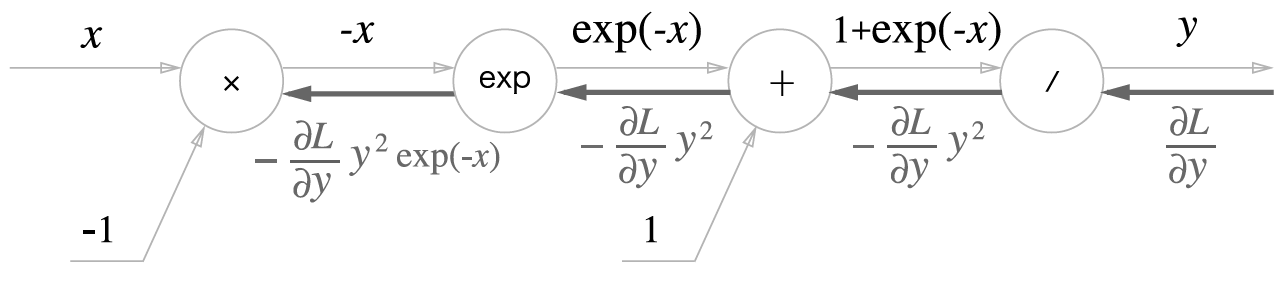 x -x exp(-x) 1+exp(-x) y
× exp + /
- ∂L/∂y y² exp(-x) - ∂L/∂y y² - ∂L/∂y y² ∂L/∂y
-1 1